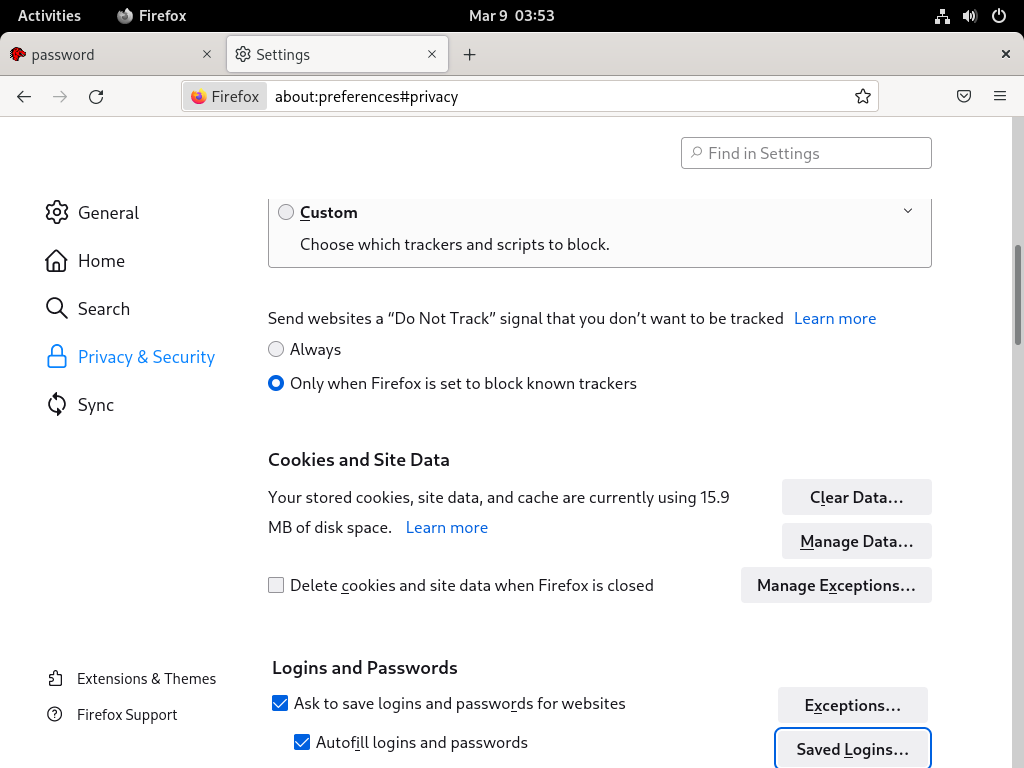 Activities
Firefox
Mar 9 03:53
password
Settings
Firefox
about:preferences#privacy
Find in Settings
General
Home
Search
Privacy & Security
Sync
Extensions & Themes
Firefox Support
Custom
Choose which trackers and scripts to block.
Send websites a “Do Not Track” signal that you don’t want to be tracked Learn more
Always
Only when Firefox is set to block known trackers
Cookies and Site Data
Your stored cookies, site data, and cache are currently using 15.9
MB of disk space. Learn more
Clear Data…
Manage Data…
Delete cookies and site data when Firefox is closed
Manage Exceptions…
Logins and Passwords
Ask to save logins and passwords for websites
Exceptions…
Autofill logins and passwords
Saved Logins…